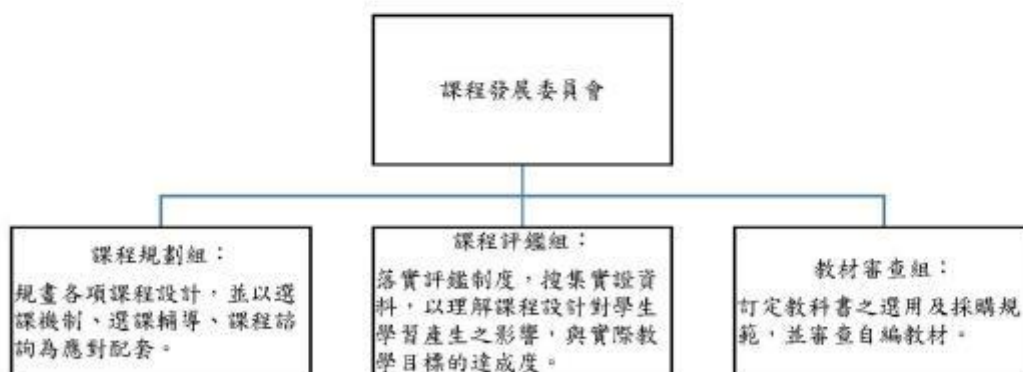 課程發展委員會
課程規劃組：
規畫各項課程設計，並以選
課機制、選課輔導、課程諮
詢為應對配套。
課程評鑑組：
落實評鑑制度，搜集實證資
料，以理解課程設計對學生
學習產生之影響，與實際教
學目標的達成度。
教材審查組：
訂定教科書之選用及採購規
範，並審查自編教材。